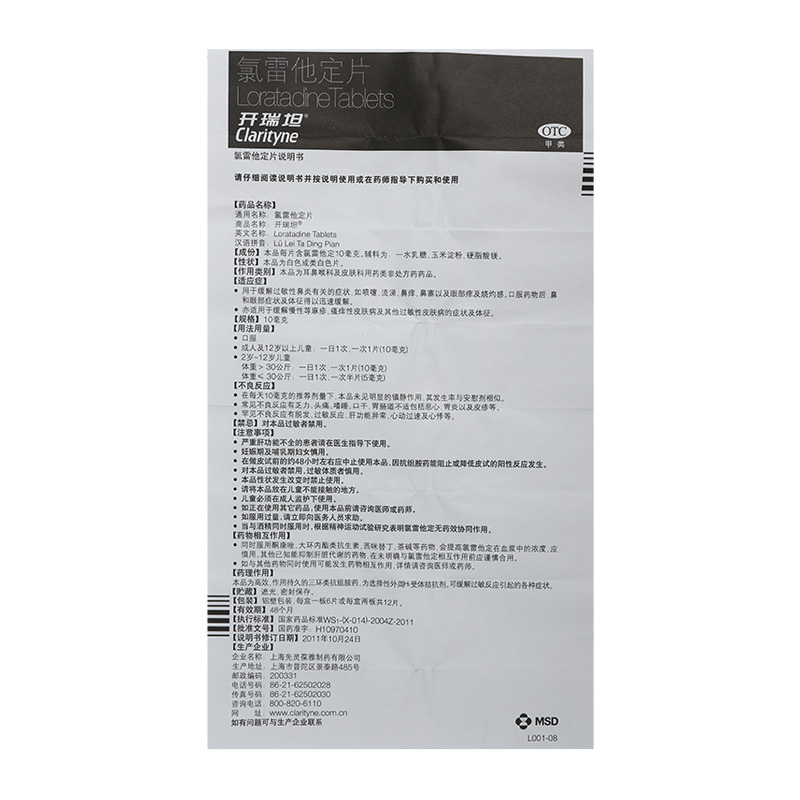 氯雷他定片
Loratadine Tablets
开瑞坦®
Clarityne
OTC
甲类
氯雷他定片说明书
请仔细阅读说明书并按说明使用或在药师指导下购买和使用
【药品名称】
通用名称：氯雷他定片
商品名称：开瑞坦®
英文名称：Loratadine Tablets
汉语拼音：Lǜ Lei Ta Ding Pian
【成份】本品每片含氯雷他定10毫克。辅料为：一水乳糖、玉米淀粉、硬脂酸镁。
【性状】本品为白色或类白色片。
【作用类别】本品为耳鼻喉科及皮肤科用药类非处方药药品。
【适应症】
• 用于缓解过敏性鼻炎有关的症状，如喷嚏、流涕、鼻痒、鼻塞以及眼部痒及烧灼感。口服药物后，鼻
和眼部症状及体征得以迅速缓解。
• 亦适用于缓解慢性荨麻疹、瘙痒性皮肤病及其他过敏性皮肤病的症状及体征。
【规格】10毫克
【用法用量】
• 口服
• 成人及12岁以上儿童：一日1次，一次1片(10毫克)
• 2岁~12岁儿童
体重＞30公斤：一日1次，一次1片(10毫克)
体重≤30公斤：一日1次，一次半片(5毫克)
【不良反应】
• 在每天10毫克的推荐剂量下，本品未见明显的镇静作用，其发生率与安慰剂相似。
• 常见不良反应有乏力、头痛、嗜睡、口干、胃肠道不适包括恶心、胃炎以及皮疹等。
• 罕见不良反应有脱发、过敏反应、肝功能异常、心动过速及心悸等。
【禁忌】对本品过敏者禁用。
【注意事项】
• 严重肝功能不全的患者请在医生指导下使用。
• 妊娠期及哺乳期妇女慎用。
• 在做皮试前的约48小时左右应中止使用本品，因抗组胺药能阻止或降低皮试的阳性反应发生。
• 对本品过敏者禁用，过敏体质者慎用。
• 本品性状发生改变时禁止使用。
• 请将本品放在儿童不能接触的地方。
• 儿童必须在成人监护下使用。
• 如正在使用其它药品，使用本品前请咨询医师或药师。
• 如服用过量，请立即向医务人员求助。
• 当与酒精同时服用时，根据精神运动试验研究表明氯雷他定无药效协同作用。
【药物相互作用】
• 同时服用酮康唑、大环内酯类抗生素、西咪替丁、茶碱等药物，会提高氯雷他定在血浆中的浓度，应
慎用。其他已知能抑制肝脏代谢的药物，在未明确与氯雷他定相互作用前应谨慎合用。
• 如与其他药物同时使用可能发生药物相互作用，详情请咨询医师或药师。
【药理作用】
本品为高效、作用持久的三环类抗组胺药，为选择性外周H₁受体拮抗剂。可缓解过敏反应引起的各种症状。
【贮藏】遮光，密封保存。
【包装】铝塑包装，每盒一板6片或每盒两板共12片。
【有效期】48个月
【执行标准】国家药品标准WS₁-(X-014)-2004Z-2011
【批准文号】国药准字：H10970410
【说明书修订日期】2011年10月24日
【生产企业】
企业名称：上海先灵葆雅制药有限公司
生产地址：上海市普陀区景泰路485号
邮政编码：200331
电话号码：86-21-62502028
传真号码：86-21-62502030
咨询电话：800-820-6110
网 址：www.clarityne.com.cn
如有问题可与生产企业联系
MSD
L001-08